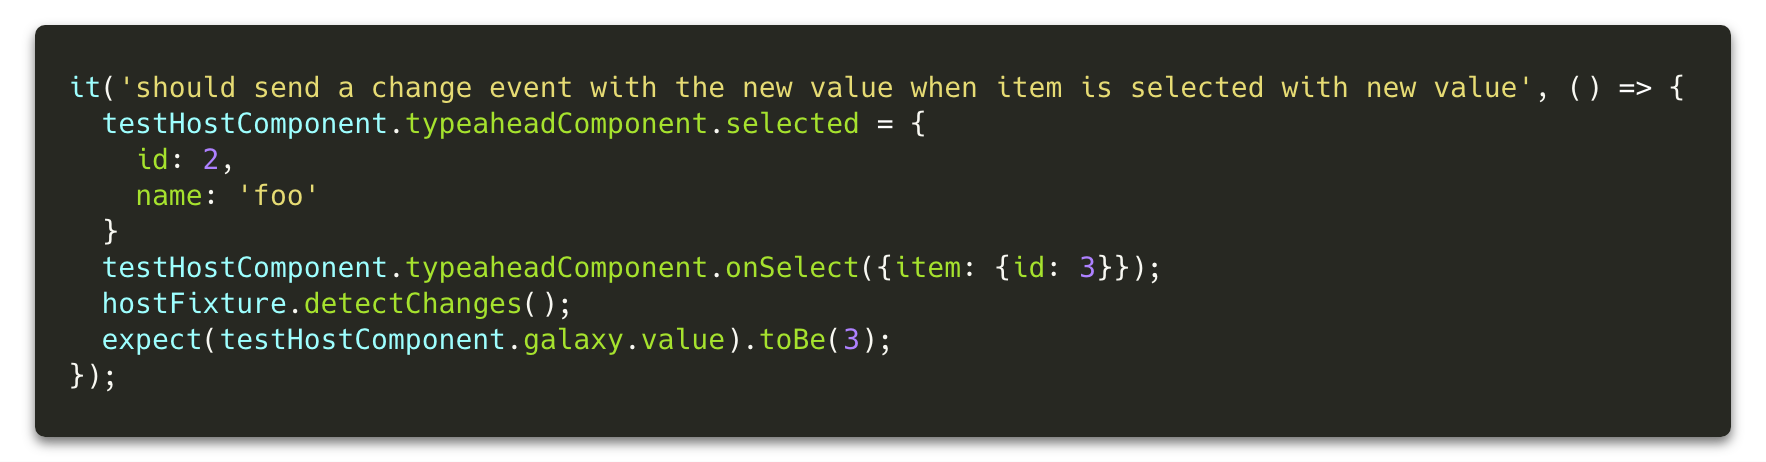 it('should send a change event with the new value when item is selected with new value', () => {
  testHostComponent.typeaheadComponent.selected = {
    id: 2,
    name: 'foo'
  }
  testHostComponent.typeaheadComponent.onSelect({item: {id: 3}});
  hostFixture.detectChanges();
  expect(testHostComponent.galaxy.value).toBe(3);
});